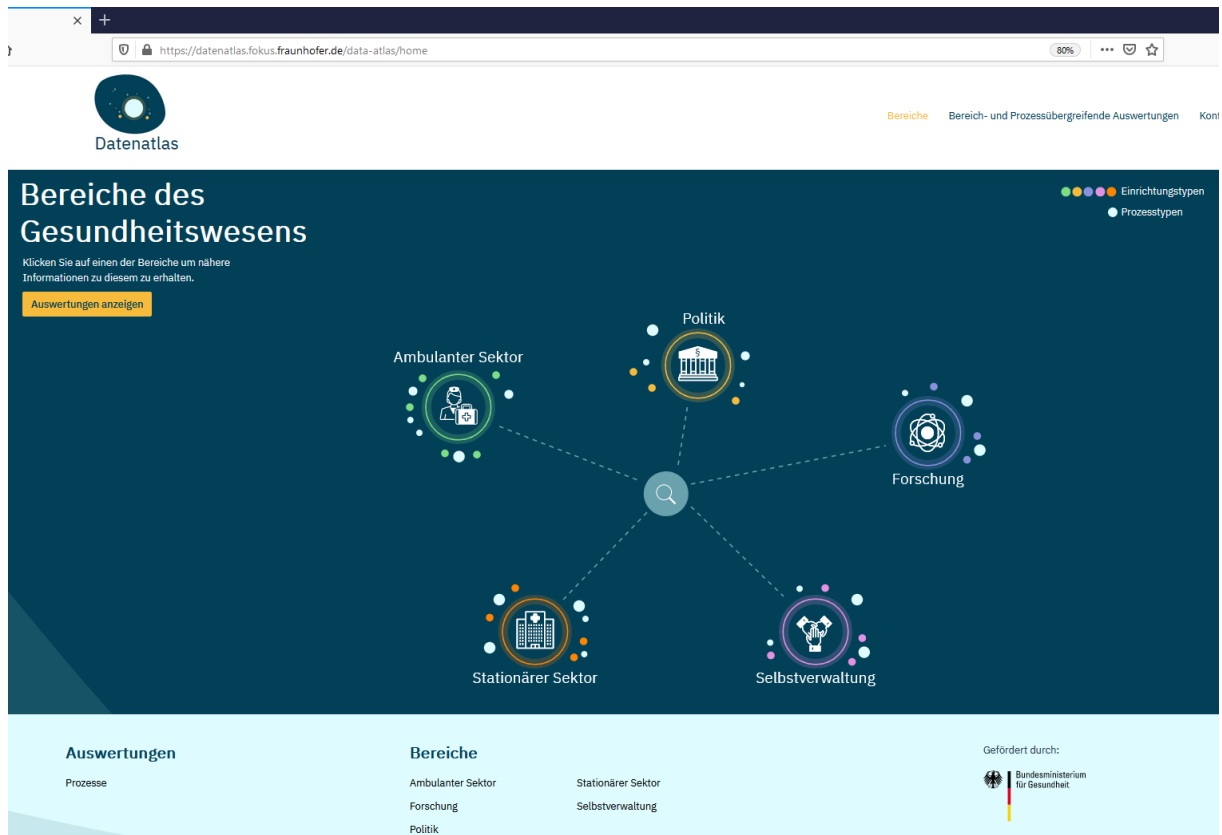 https://datenatlas.fokus.fraunhofer.de/data-atlas/home
80%
Datenatlas
Bereiche
Bereich- und Prozessübergreifende Auswertungen
Bereiche des
Gesundheitswesens
Klicken Sie auf einen der Bereiche um nähere
Informationen zu diesem zu erhalten.
Auswertungen anzeigen
Einrichtungstypen
Prozesstypen
Politik
§
Ambulanter Sektor
Forschung
Stationärer Sektor
Selbstverwaltung
Auswertungen
Prozesse
Bereiche
Ambulanter Sektor
Stationärer Sektor
Forschung
Selbstverwaltung
Politik
Gefördert durch:
Bundesministerium
für Gesundheit